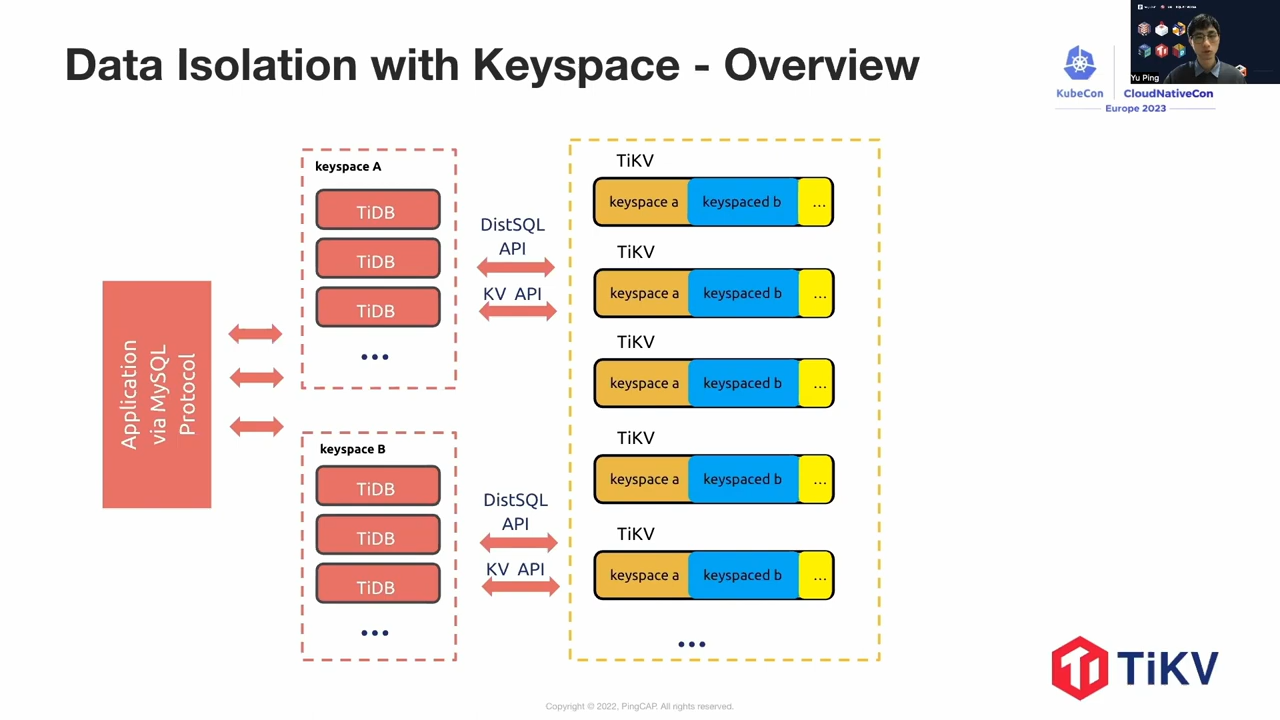 Data Isolation with Keyspace - Overview
KubeCon
CloudNativeCon
Europe 2023
Yu Ping
keyspace A
TiDB
TiDB
TiDB
...
keyspace B
TiDB
TiDB
TiDB
...
Application
via MySQL
Protocol
DistSQL
API
KV API
DistSQL
API
KV API
TiKV
keyspace a
keyspaced b
...
TiKV
keyspace a
keyspaced b
...
TiKV
keyspace a
keyspaced b
...
TiKV
keyspace a
keyspaced b
...
TiKV
keyspace a
keyspaced b
...
...
TiKV
Copyright © 2022, PingCAP. All rights reserved.